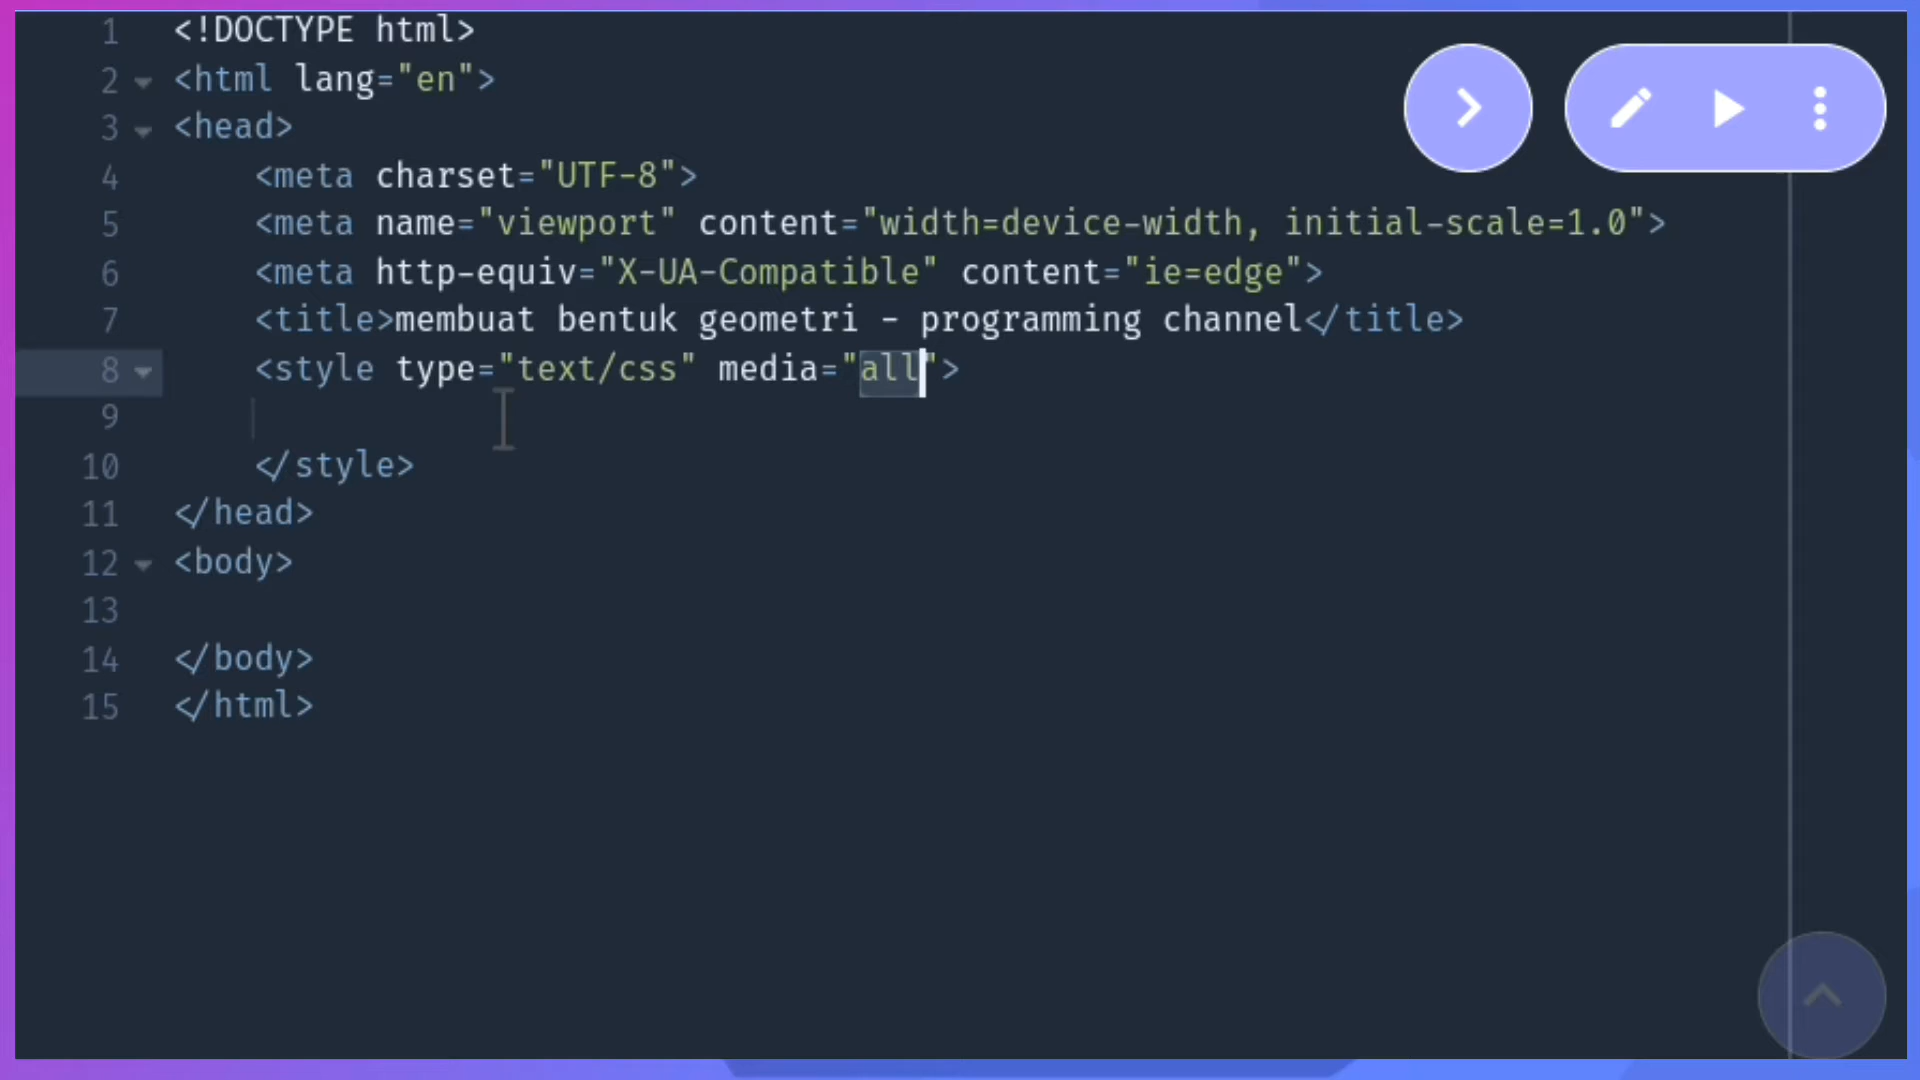 1 <!DOCTYPE html>
2 <html lang="en">
3 <head>
4 <meta charset="UTF-8">
5 <meta name="viewport" content="width=device-width, initial-scale=1.0">
6 <meta http-equiv="X-UA-Compatible" content="ie=edge">
7 <title>membuat bentuk geometri - programming channel</title>
8 <style type="text/css" media="all">
9
10 </style>
11 </head>
12 <body>
13
14 </body>
15 </html>